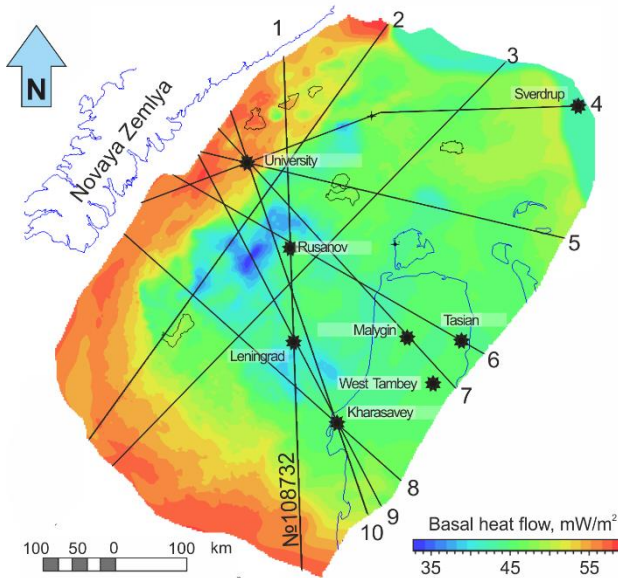 1
2
3
N
Sverdrup
4
Novaya Zemlya
University
5
Rusanov
Malygin
Tasian
Leningrad
6
West Tambey
7
Kharasavey
№108732
8
9
10
Basal heat flow, mW/m²
100 50 0 100 km
35 45 55